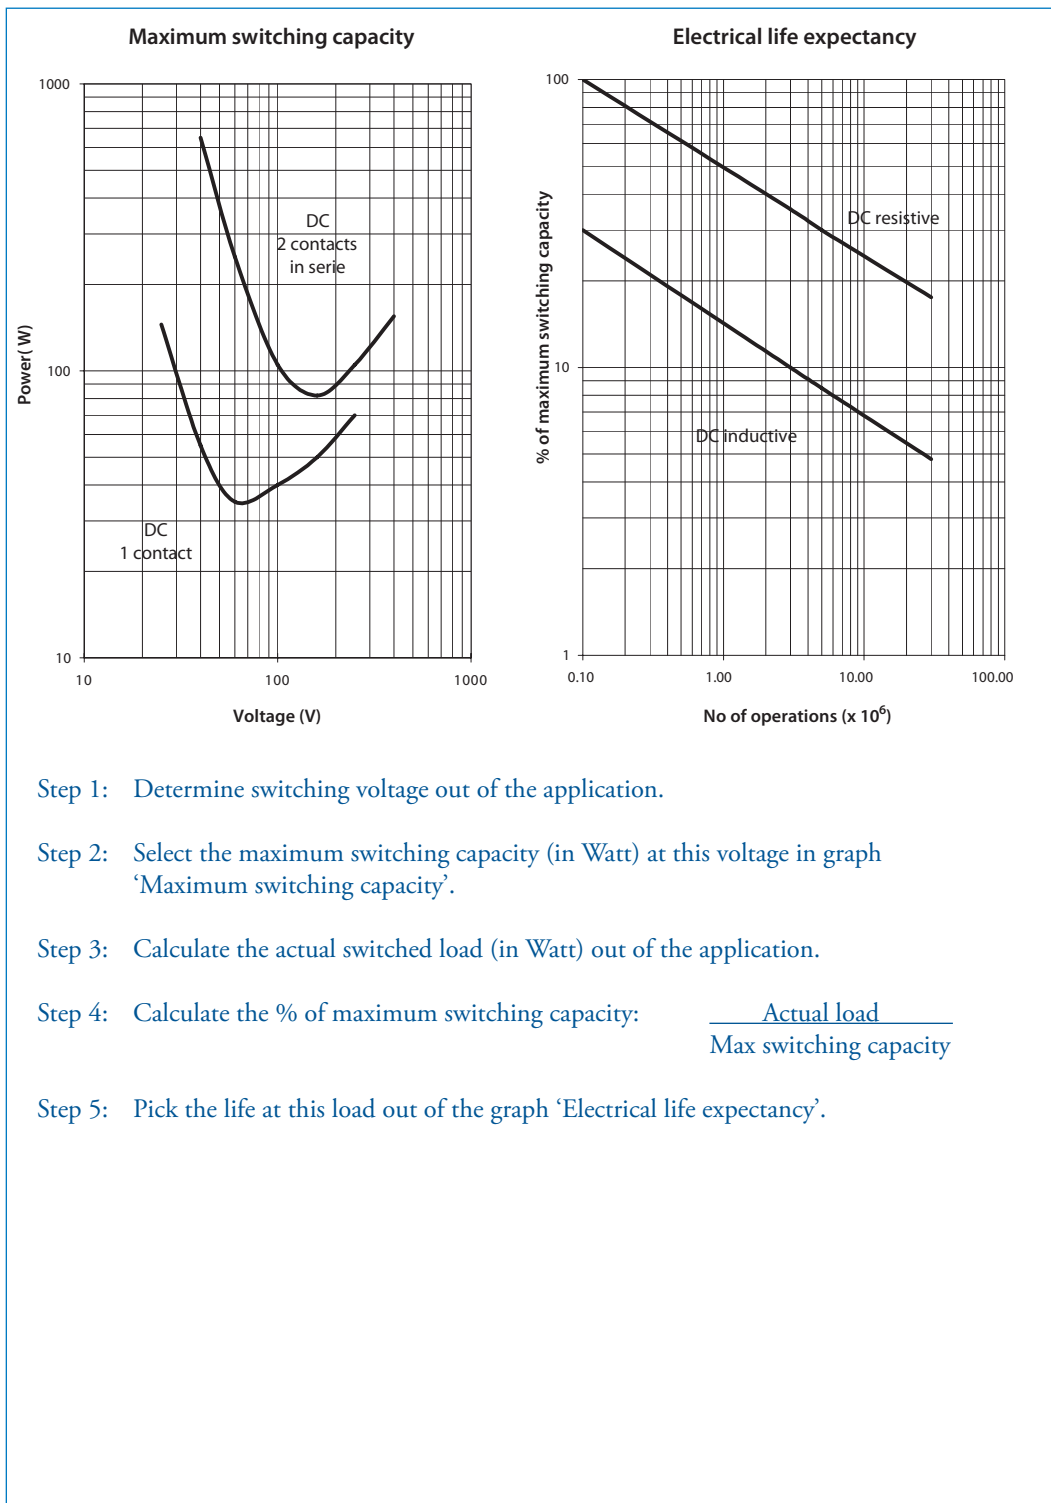 Maximum switching capacity
1000
100
10
Power( W)
DC
2 contacts
in serie
DC
1 contact
10
100
1000
Voltage (V)
Electrical life expectancy
100
10
1
% of maximum switching capacity
DC resistive
DC inductive
0.10
1.00
10.00
100.00
No of operations (x 10⁶)
Step 1: Determine switching voltage out of the application.
Step 2: Select the maximum switching capacity (in Watt) at this voltage in graph
‘Maximum switching capacity’.
Step 3: Calculate the actual switched load (in Watt) out of the application.
Step 4: Calculate the % of maximum switching capacity: Actual load
Max switching capacity
Step 5: Pick the life at this load out of the graph ‘Electrical life expectancy’.